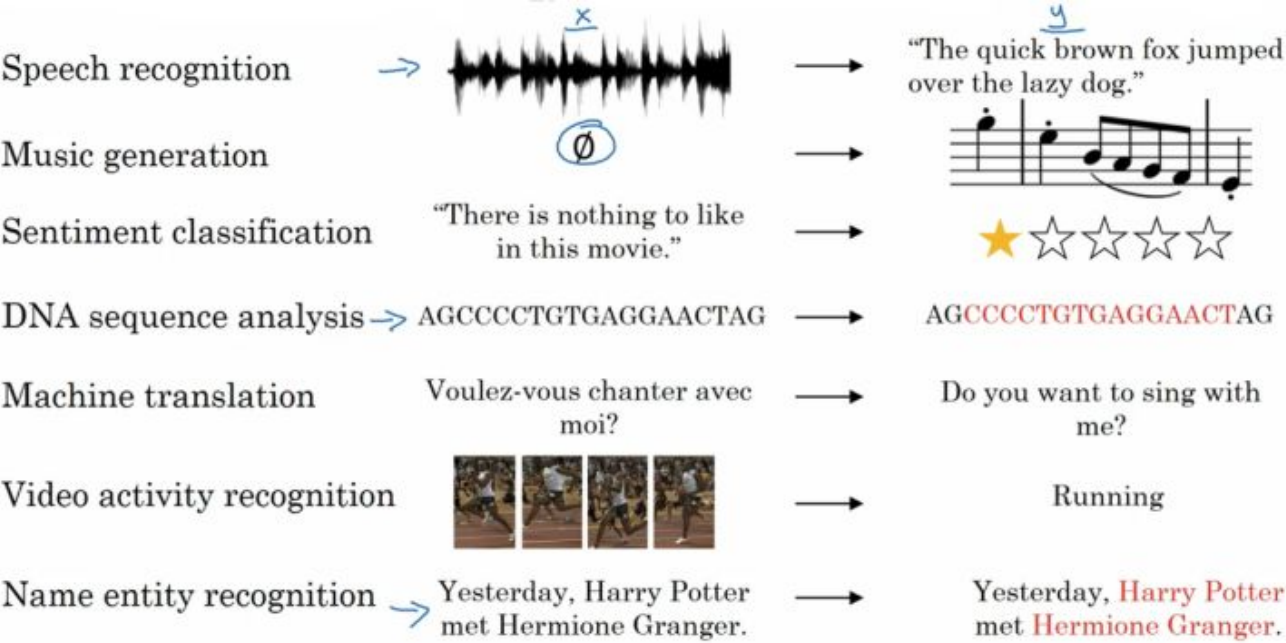 x
y
Speech recognition
“The quick brown fox jumped
over the lazy dog.”
Music generation
Ø
Sentiment classification
“There is nothing to like
in this movie.”
DNA sequence analysis
AGCCCCTGTGAGGAACTAG
AGCCCCTGTGAGGAACTAG
Machine translation
Voulez-vous chanter avec
moi?
Do you want to sing with
me?
Video activity recognition
Running
Name entity recognition
Yesterday, Harry Potter
met Hermione Granger.
Yesterday, Harry Potter
met Hermione Granger.